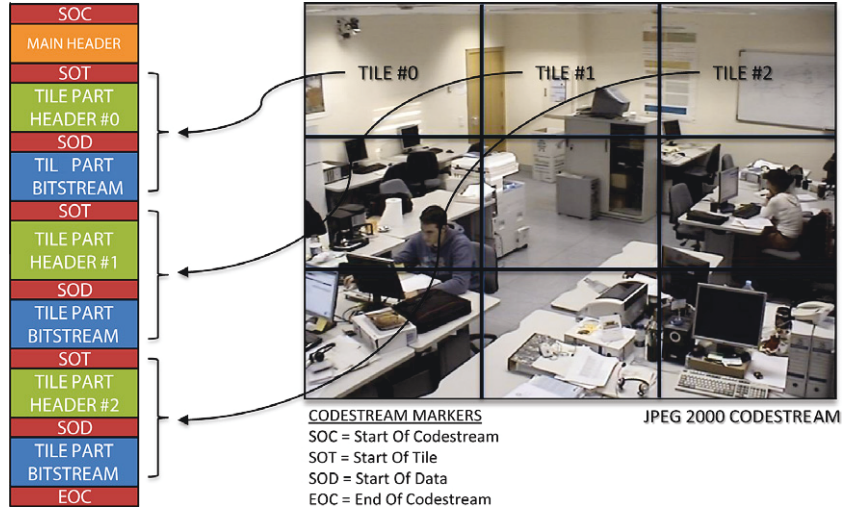 SOC
MAIN HEADER
SOT
TILE PART
HEADER #0
SOD
TIL PART
BITSTREAM
SOT
TILE PART
HEADER #1
SOD
TILE PART
BITSTREAM
SOT
TILE PART
HEADER #2
SOD
TILE PART
BITSTREAM
EOC
TILE #0
TILE #1
TILE #2
CODESTREAM MARKERS
SOC = Start Of Codestream
SOT = Start Of Tile
SOD = Start Of Data
EOC = End Of Codestream
JPEG 2000 CODESTREAM